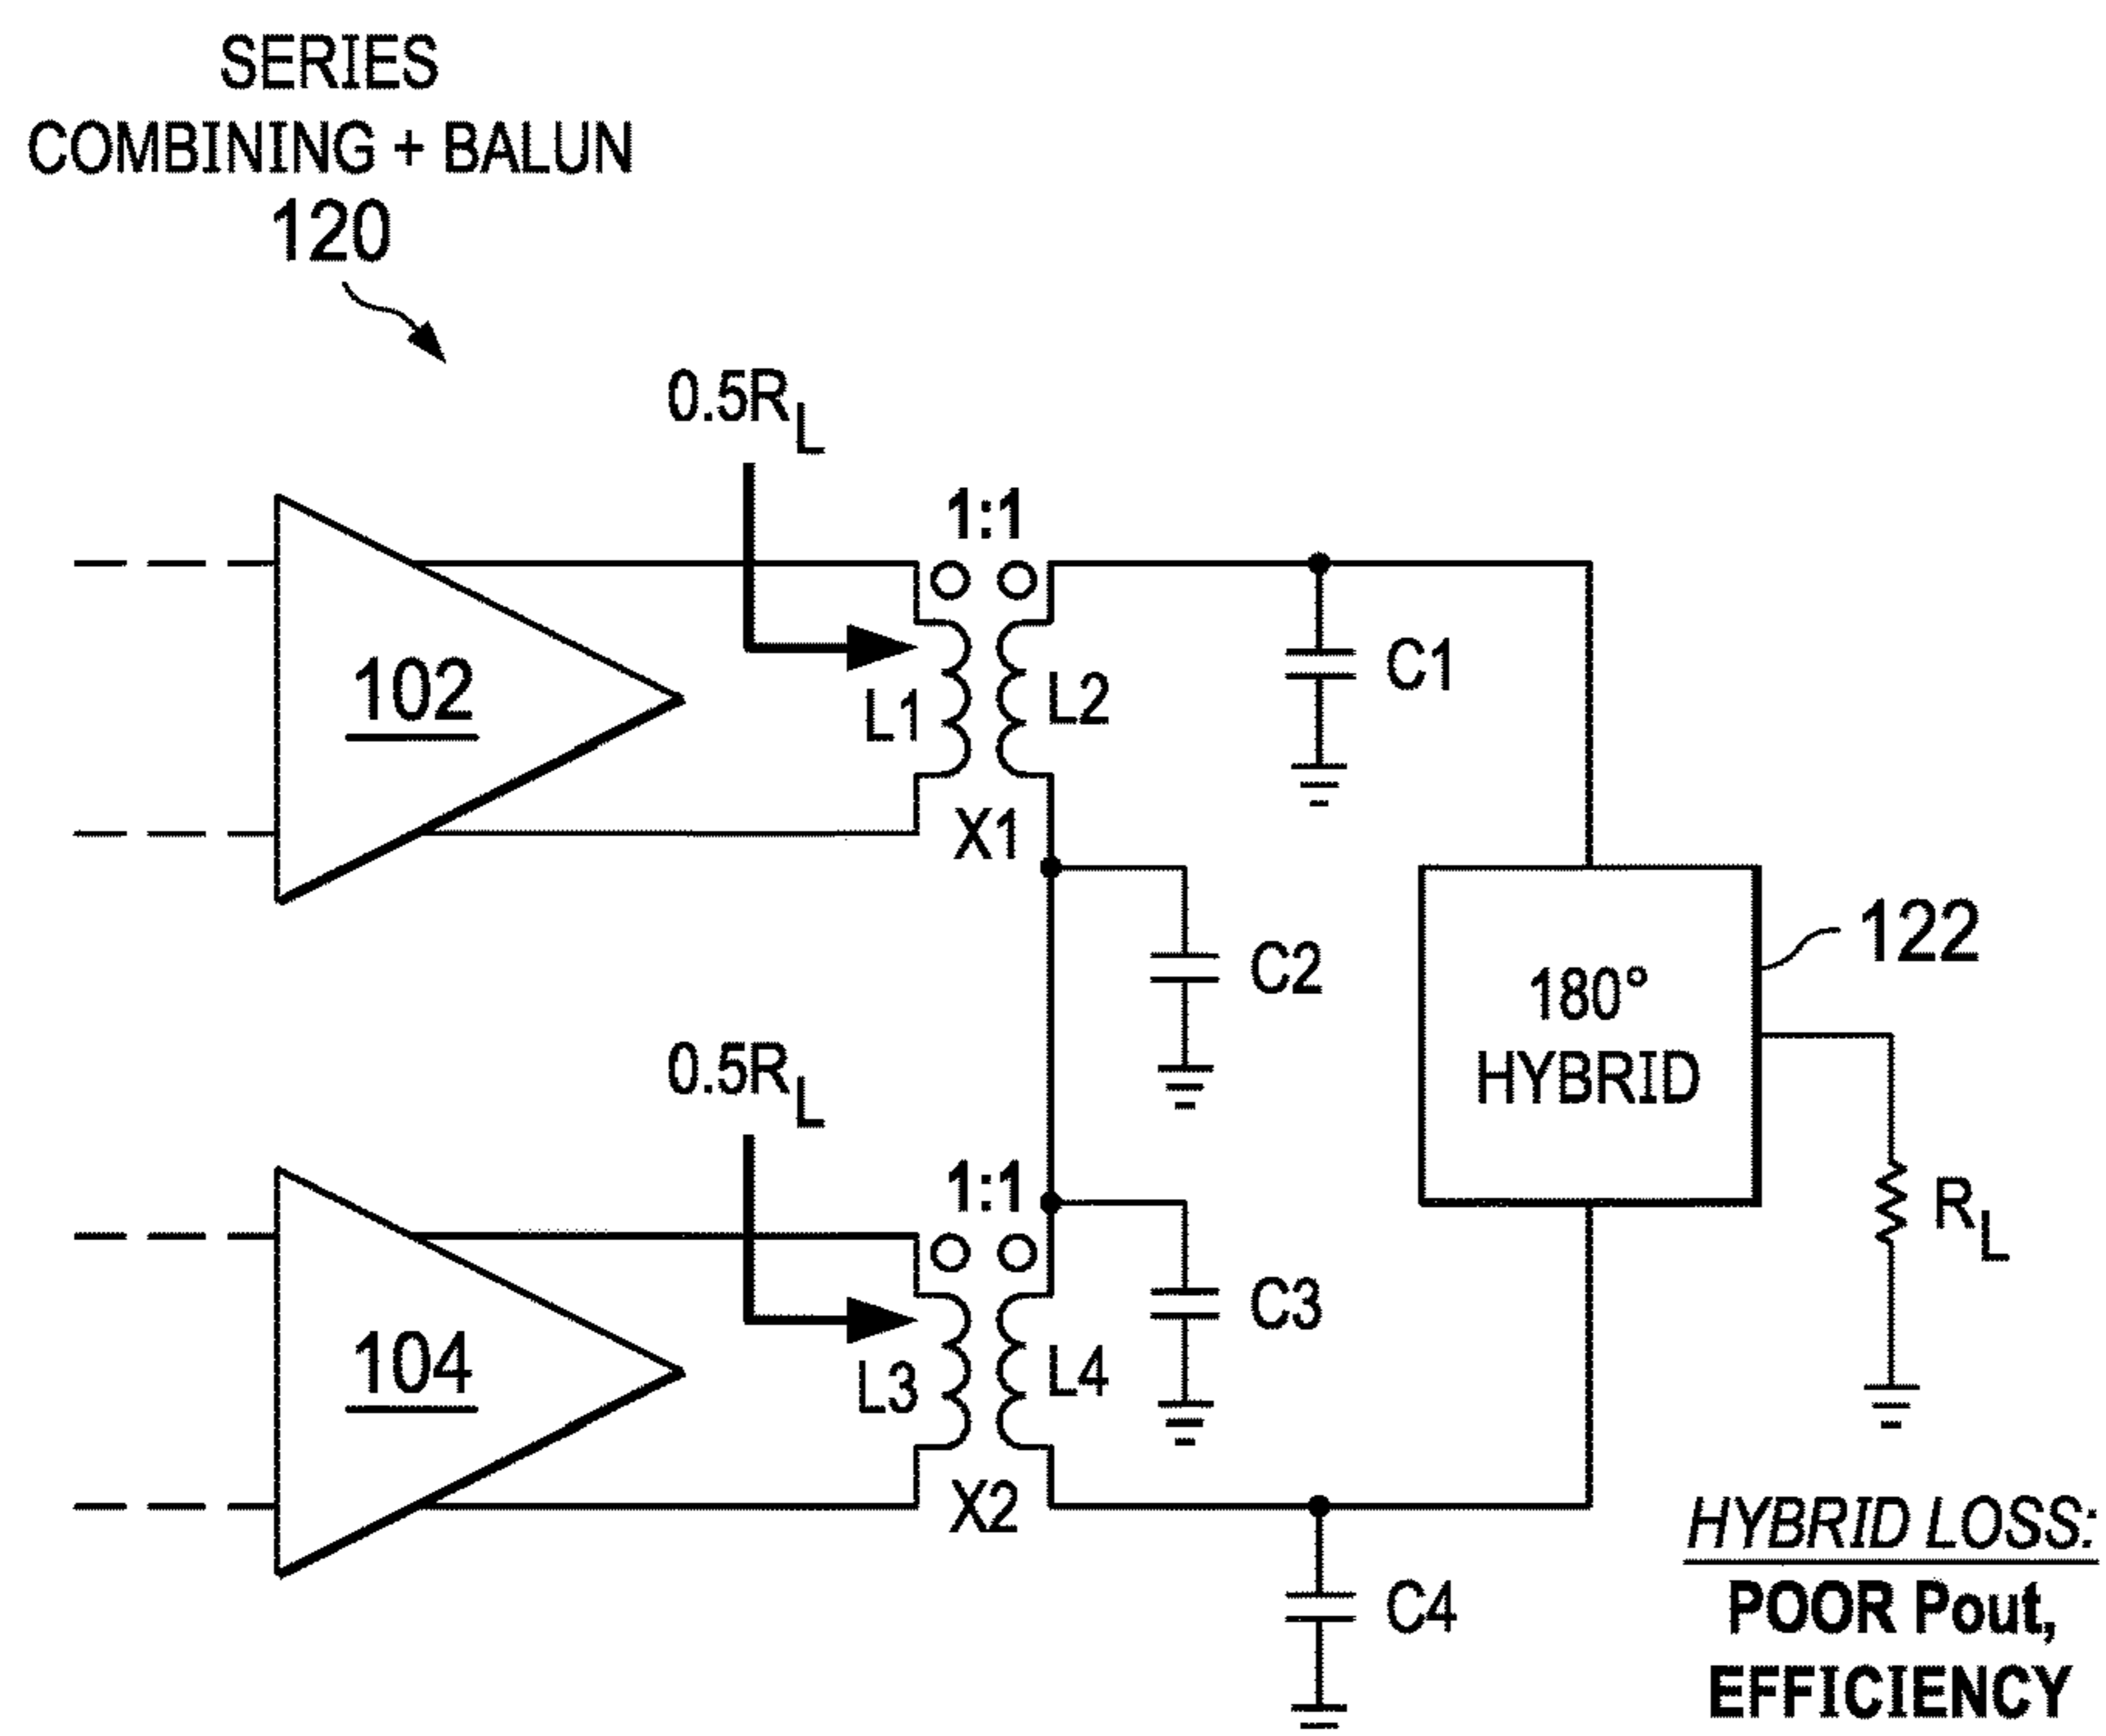 SERIES
COMBINING + BALUN
120
0.5RL
1:1
102
L1
L2
C1
X1
C2
122
180°
HYBRID
0.5RL
1:1
RL
C3
104
L3
L4
X2
C4
HYBRID LOSS:
POOR Pout,
EFFICIENCY